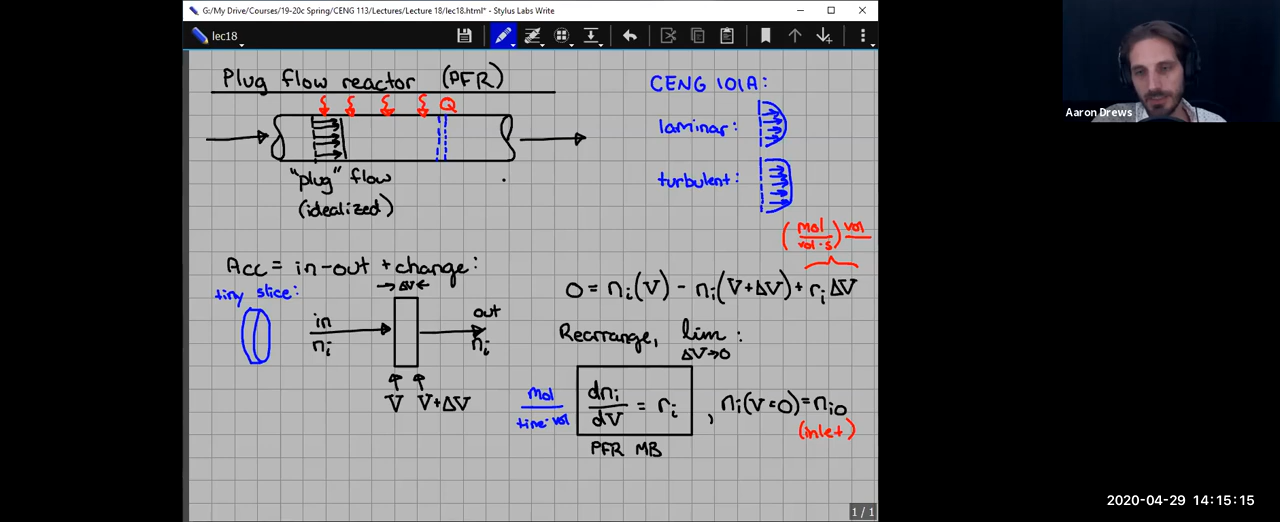 G:/My Drive/Courses/19-20c Spring/CENG 113/Lectures/Lecture 18/lec18.html* - Stylus Labs Write
lec18
Plug flow reactor (PFR)
Q
"plug" flow
(idealized)
CENG 101A:
laminar:
turbulent:
Aaron Drews
(mol/vol·s) vol
Acc = in-out + change:
→ ΔV ←
tiny slice:
in
nᵢ
out
nᵢ
V V+ΔV
0 = nᵢ(V) - nᵢ(V+ΔV) + rᵢΔV
Rearrange, lim ΔV→0 :
mol/time·vol
dnᵢ/dV = rᵢ , nᵢ(V=0)=nᵢ₀
(inlet)
PFR MB
1 / 1
2020-04-29 14:15:15